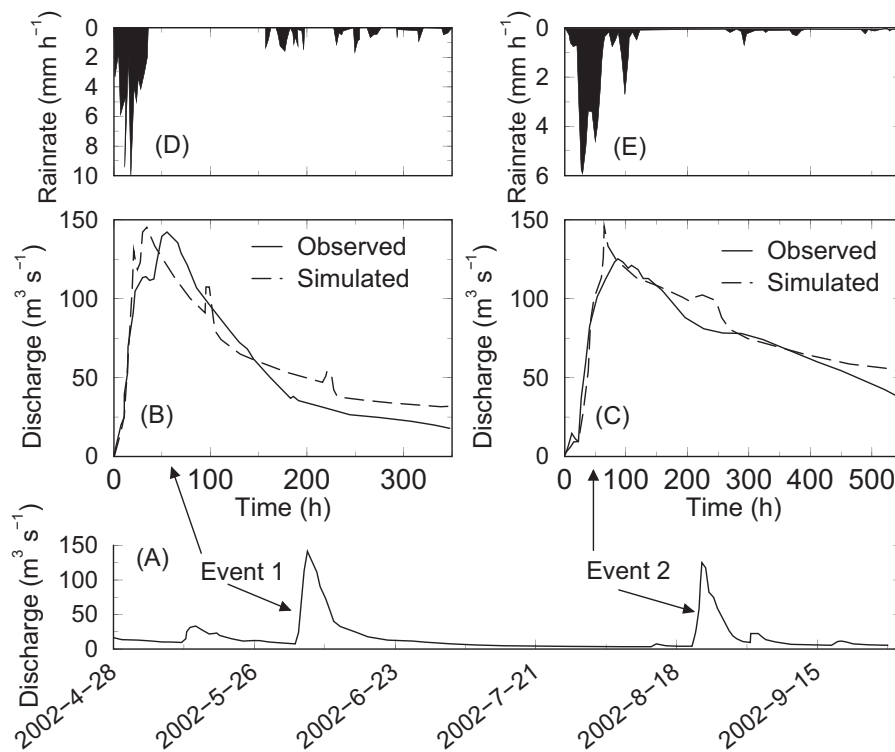 0
2
4
6
8
10
Rainrate (mm h⁻¹)
(D)
0
2
4
6
Rainrate (mm h⁻¹)
(E)
150
100
50
0
Discharge (m³ s⁻¹)
Observed
Simulated
(B)
0 100 200 300
Time (h)
150
100
50
0
Discharge (m³ s⁻¹)
Observed
Simulated
(C)
0 100 200 300 400 500
Time (h)
150
100
50
0
Discharge (m³ s⁻¹)
(A)
Event 1
Event 2
2002−4−28
2002−5−26
2002−6−23
2002−7−21
2002−8−18
2002−9−15